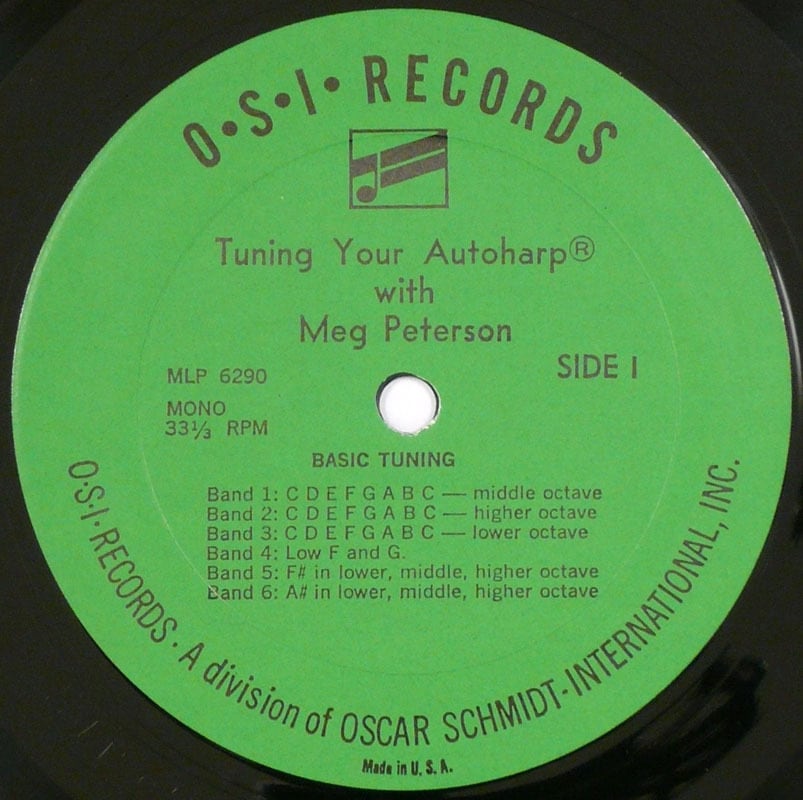 O•S•I• RECORDS
Tuning Your Autoharp®
with
Meg Peterson
SIDE I
MLP 6290
MONO
33⅓ RPM
BASIC TUNING
Band 1: C D E F G A B C — middle octave
Band 2: C D E F G A B C — higher octave
Band 3: C D E F G A B C — lower octave
Band 4: Low F and G.
Band 5: F# in lower, middle, higher octave
Band 6: A# in lower, middle, higher octave
O·S·I· RECORDS · A division of OSCAR SCHMIDT-INTERNATIONAL, INC.
Made in U. S. A.